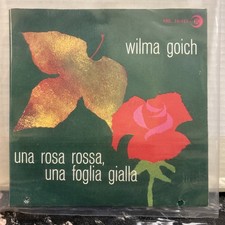 wilma goich
una rosa rossa,
una foglia gialla